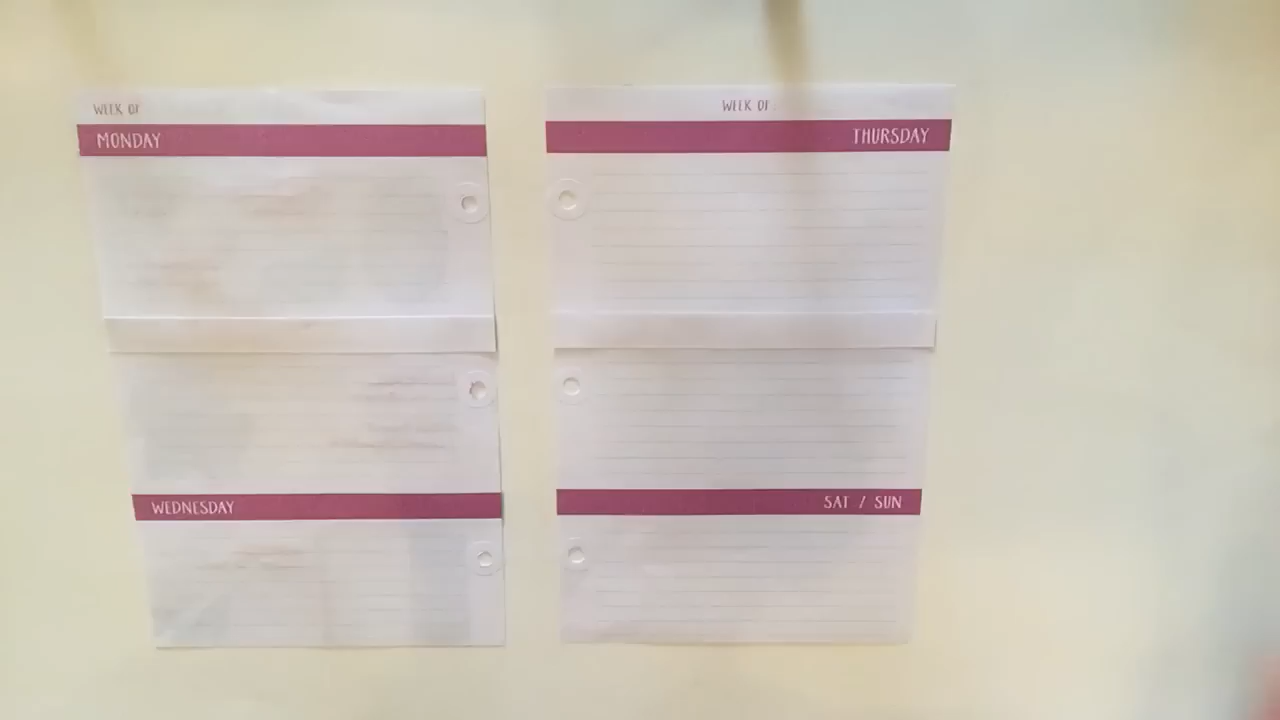 WEEK OF
MONDAY
WEDNESDAY
WEEK OF
THURSDAY
SAT / SUN